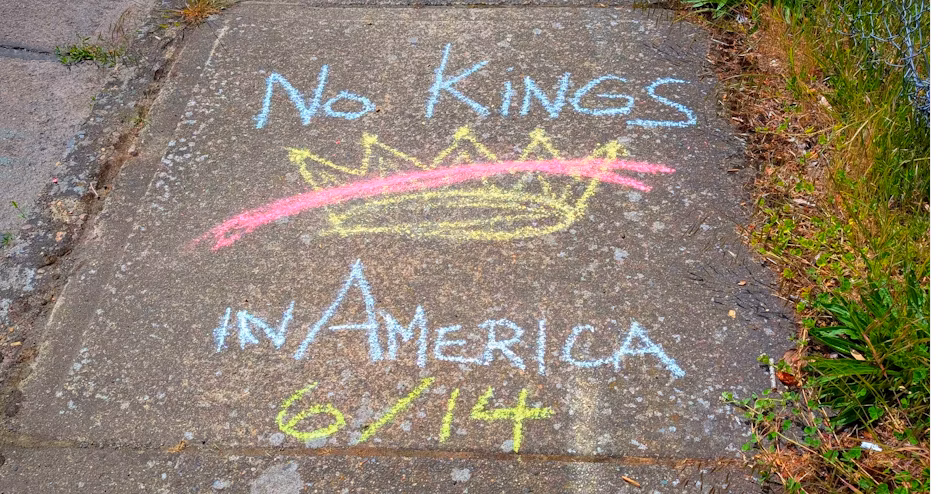 No KINGS
IN AMERICA
6/14